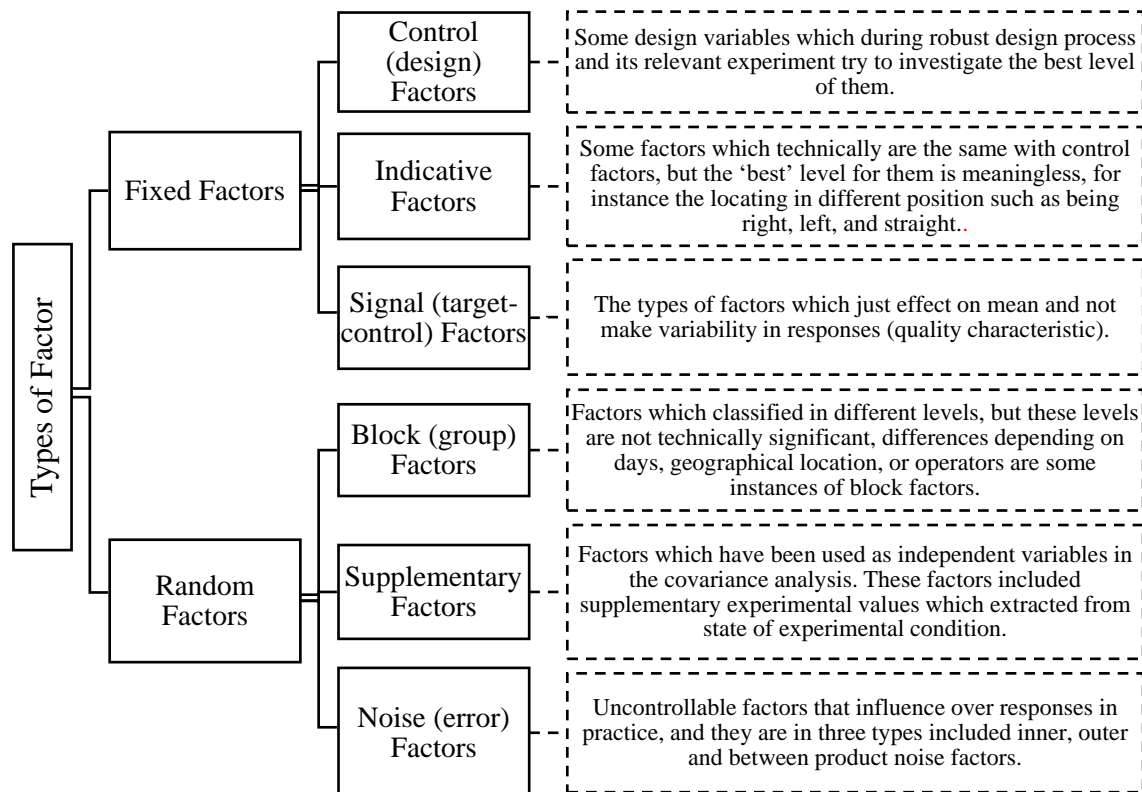 Types of Factor
Fixed Factors
Control
(design)
Factors
Some design variables which during robust design process
and its relevant experiment try to investigate the best level
of them.
Indicative
Factors
Some factors which technically are the same with control
factors, but the ‘best’ level for them is meaningless, for
instance the locating in different position such as being
right, left, and straight..
Signal (target-
control) Factors
The types of factors which just effect on mean and not
make variability in responses (quality characteristic).
Random
Factors
Block (group)
Factors
Factors which classified in different levels, but these levels
are not technically significant, differences depending on
days, geographical location, or operators are some
instances of block factors.
Supplementary
Factors
Factors which have been used as independent variables in
the covariance analysis. These factors included
supplementary experimental values which extracted from
state of experimental condition.
Noise (error)
Factors
Uncontrollable factors that influence over responses in
practice, and they are in three types included inner, outer
and between product noise factors.